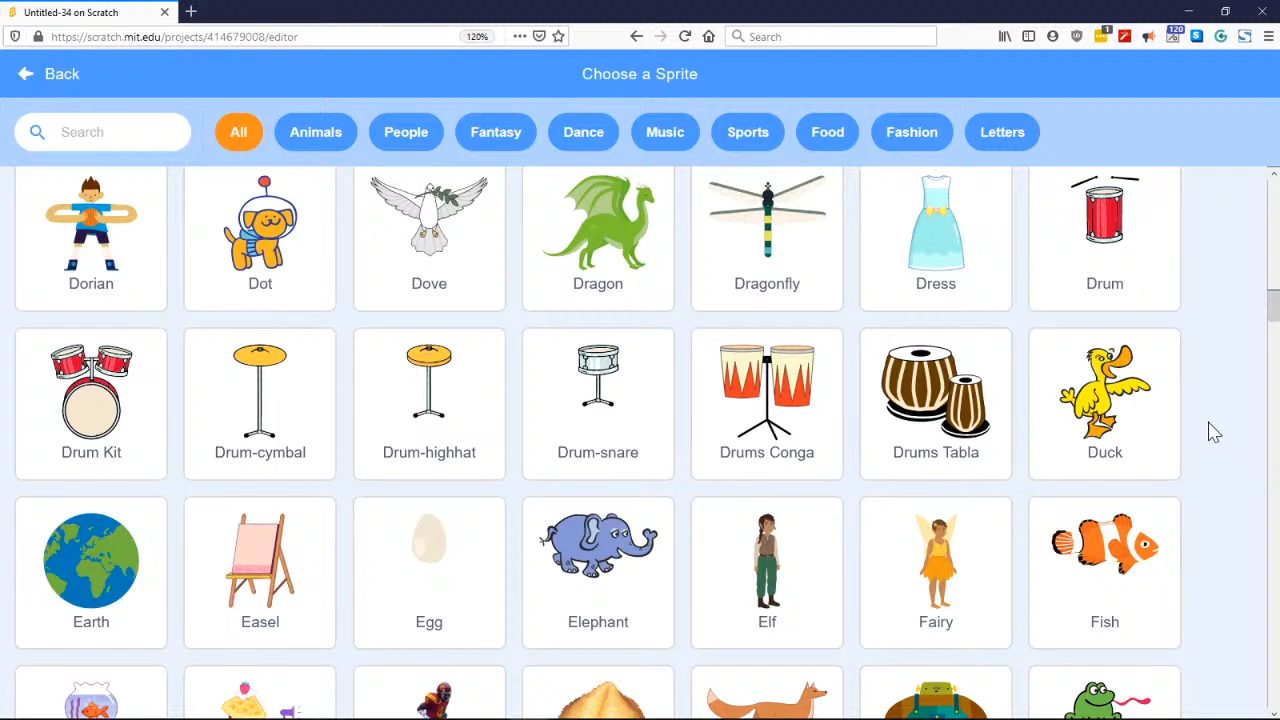 Untitled-34 on Scratch
https://scratch.mit.edu/projects/414679008/editor
120%
Search
1
120
Back
Choose a Sprite
Search
All
Animals
People
Fantasy
Dance
Music
Sports
Food
Fashion
Letters
Dorian
Dot
Dove
Dragon
Dragonfly
Dress
Drum
Drum Kit
Drum-cymbal
Drum-highhat
Drum-snare
Drums Conga
Drums Tabla
Duck
Earth
Easel
Egg
Elephant
Elf
Fairy
Fish